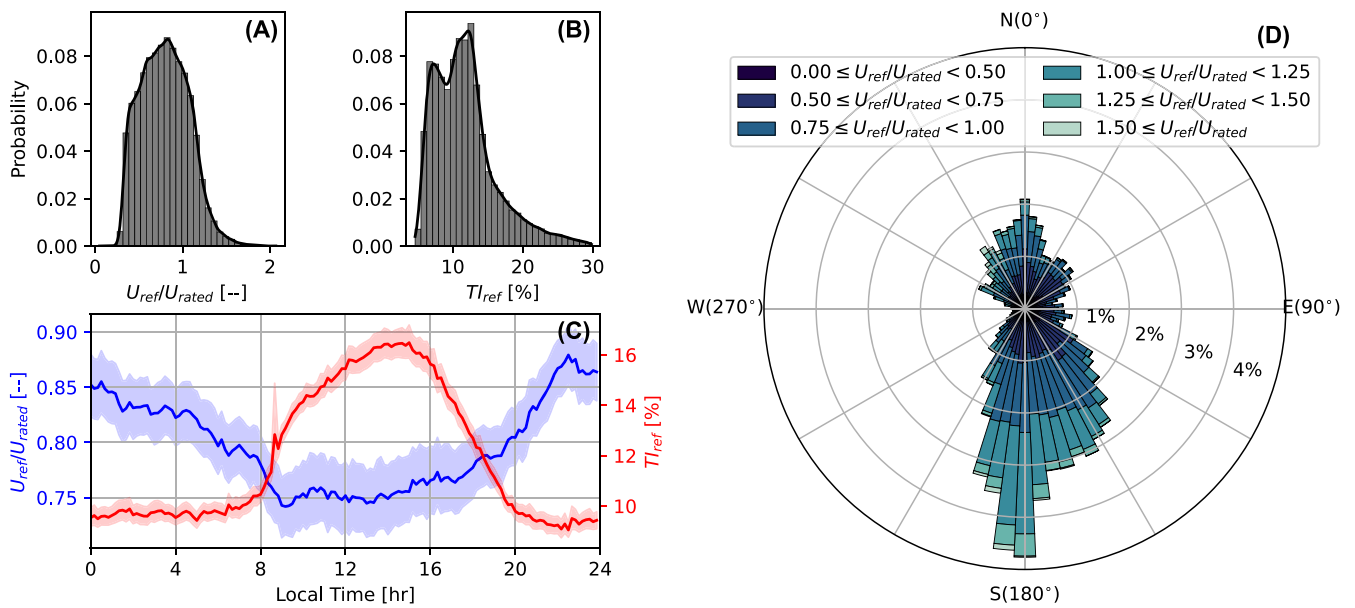 (A)
Probability
0.08
0.06
0.04
0.02
0.00
0
1
2
U_ref/U_rated [--]
(B)
0.08
0.06
0.04
0.02
0.00
10
20
30
TI_ref [%]
(C)
U_ref/U_rated [--]
0.90
0.85
0.80
0.75
0
4
8
12
16
20
24
Local Time [hr]
16
14
12
10
TI_ref [%]
N(0°)
(D)
0.00 ≤ U_ref/U_rated < 0.50
0.50 ≤ U_ref/U_rated < 0.75
0.75 ≤ U_ref/U_rated < 1.00
1.00 ≤ U_ref/U_rated < 1.25
1.25 ≤ U_ref/U_rated < 1.50
1.50 ≤ U_ref/U_rated
W(270°)
E(90°)
1%
2%
3%
4%
S(180°)